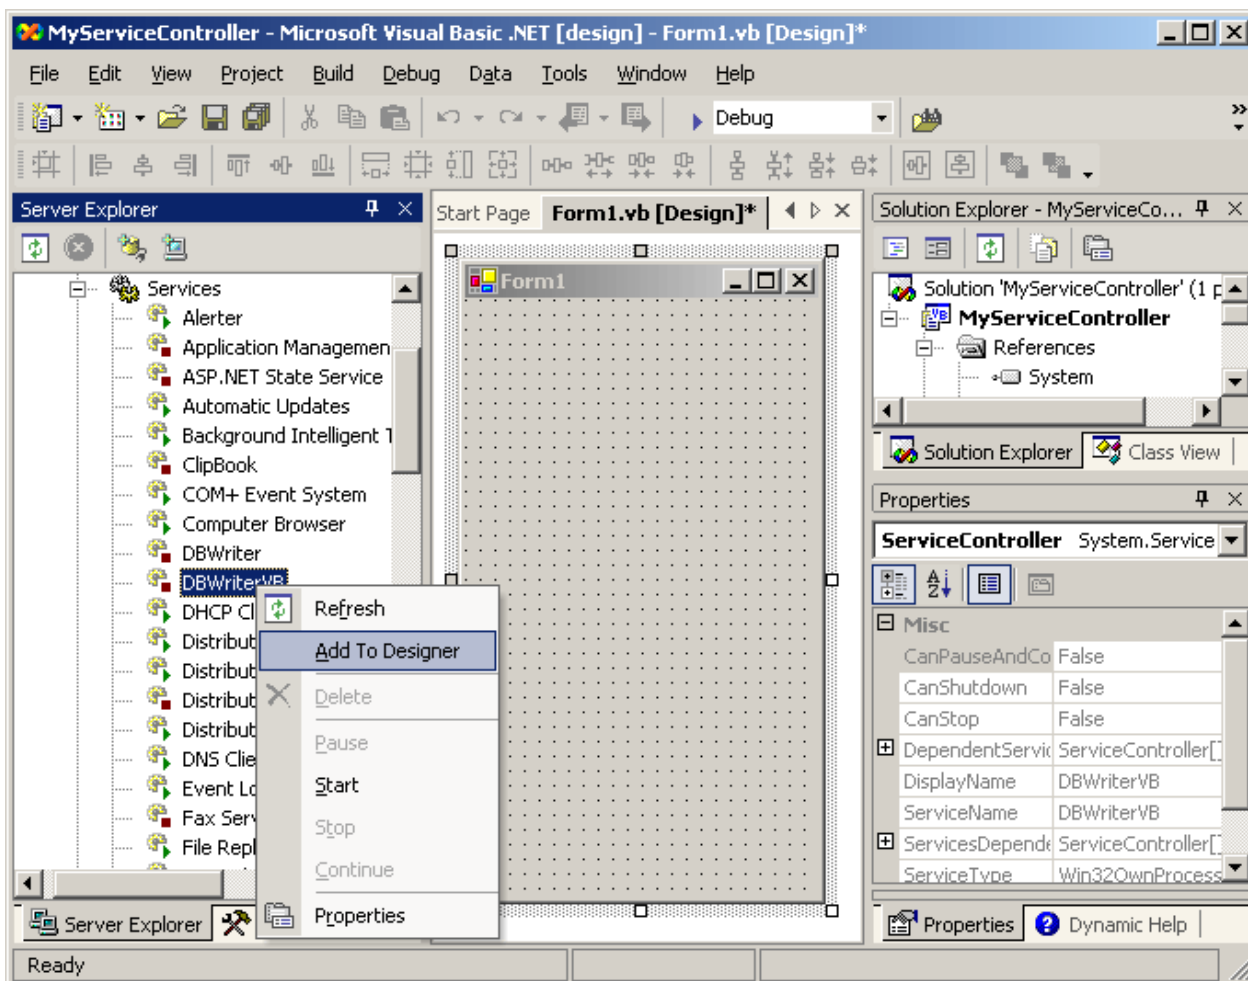 MyServiceController - Microsoft Visual Basic .NET [design] - Form1.vb [Design]*
File Edit View Project Build Debug Data Tools Window Help
Debug
Server Explorer
Services
Alerter
Application Managemen
ASP.NET State Service
Automatic Updates
Background Intelligent T
ClipBook
COM+ Event System
Computer Browser
DBWriter
DBWriterVB
DHCP Cl
Distribut
Distribut
Distribut
Distribut
DNS Clie
Event Lo
Fax Serv
File Repl
Refresh
Add To Designer
Delete
Pause
Start
Stop
Continue
Properties
Server Explorer
Start Page Form1.vb [Design]*
Form1
Solution Explorer - MyServiceCo...
Solution 'MyServiceController' (1 p
MyServiceController
References
System
Solution Explorer Class View
Properties
ServiceController System.Service
Misc
CanPauseAndCo False
CanShutdown False
CanStop False
DependentServic ServiceController[]
DisplayName DBWriterVB
ServiceName DBWriterVB
ServicesDepende ServiceController[]
ServiceType Win32OwnProcess
Properties Dynamic Help
Ready